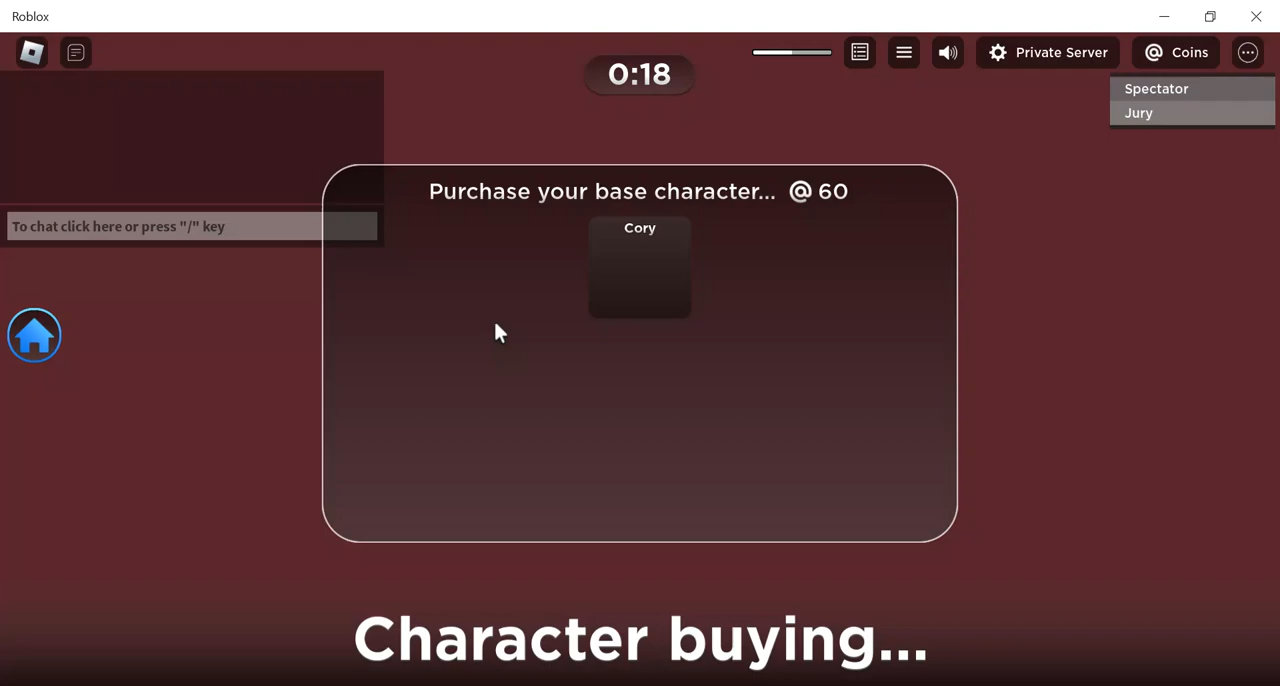 Roblox
0:18
Private Server
@ Coins
Spectator
Jury
Purchase your base character... @ 60
To chat click here or press "/" key
Cory
Character buying...